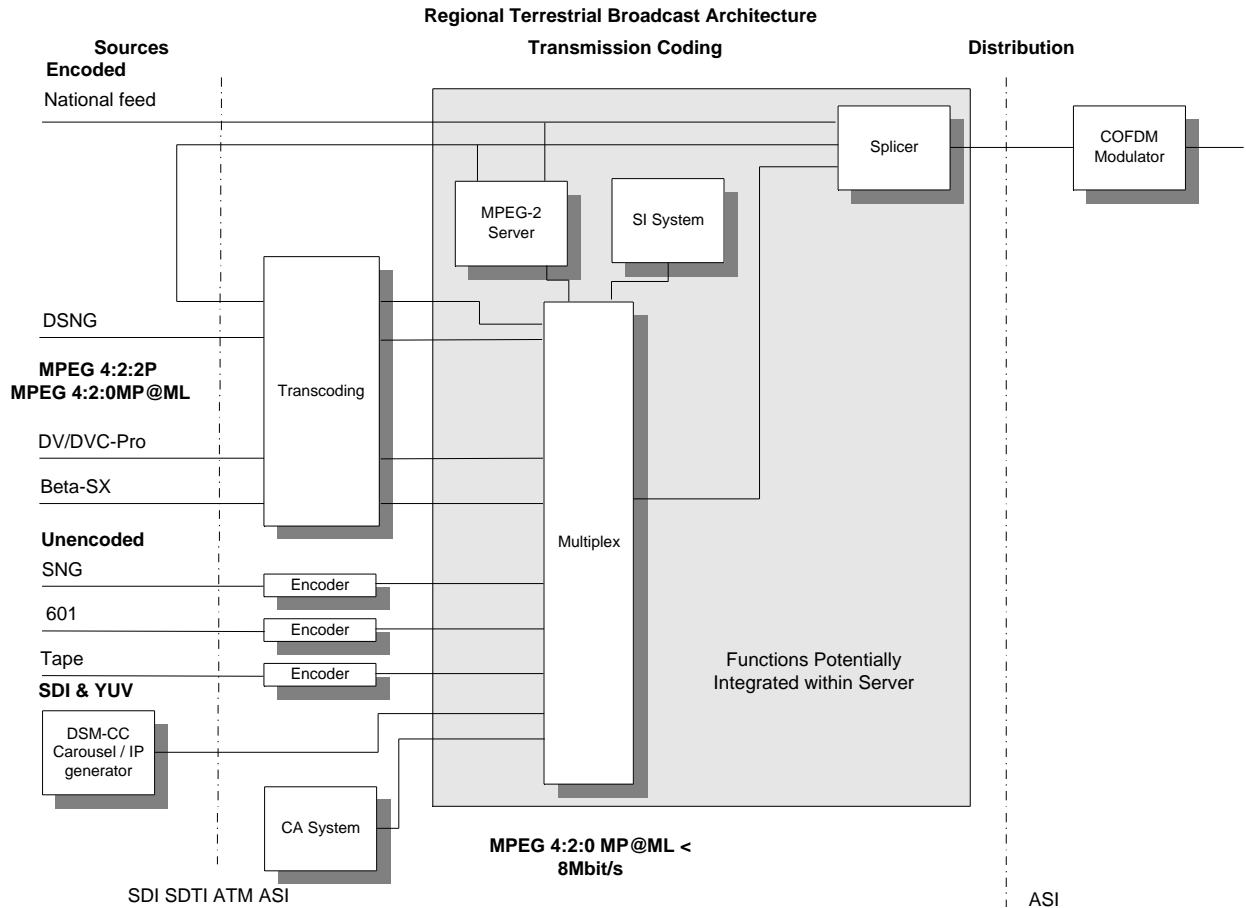 Regional Terrestrial Broadcast Architecture
Sources
Transmission Coding
Distribution
Encoded
National feed
Splicer
COFDM
Modulator
MPEG-2
Server
SI System
DSNG
MPEG 4:2:2P
MPEG 4:2:0MP@ML
Transcoding
DV/DVC-Pro
Beta-SX
Unencoded
Multiplex
SNG
Encoder
601
Encoder
Tape
Encoder
SDI & YUV
Functions Potentially
Integrated within Server
DSM-CC
Carousel / IP
generator
CA System
MPEG 4:2:0 MP@ML <
8Mbit/s
SDI SDTI ATM ASI
ASI